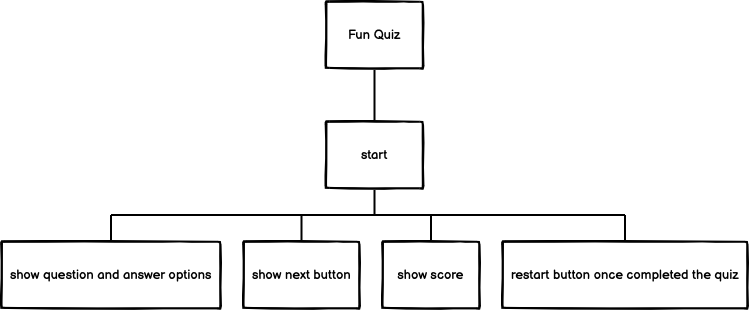 Fun Quiz
start
show question and answer options
show next button
show score
restart button once completed the quiz